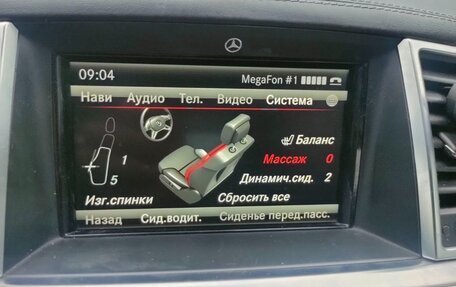 09:04 MegaFon #1
Нави Аудио Тел. Видео Система
Баланс
1 Массаж 0
5 Динамич.сид. 2
Изг.спинки Сбросить все
Назад Сид.водит. Сиденье перед.пасс.